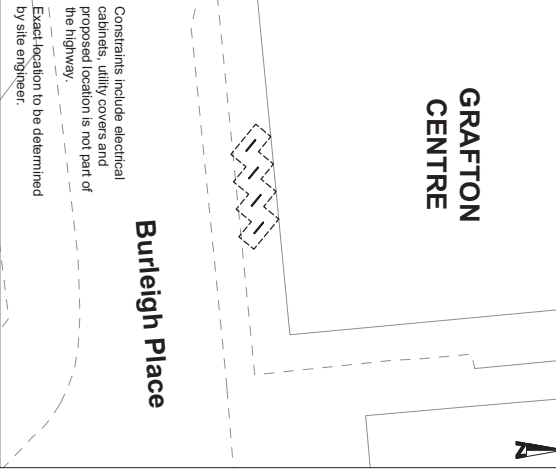 GRAFTON
CENTRE
Burleigh Place
Constraints include electrical
cabinets, utility covers and
proposed location is not part of
the highway.
Exact location to be determined
by site engineer.
N